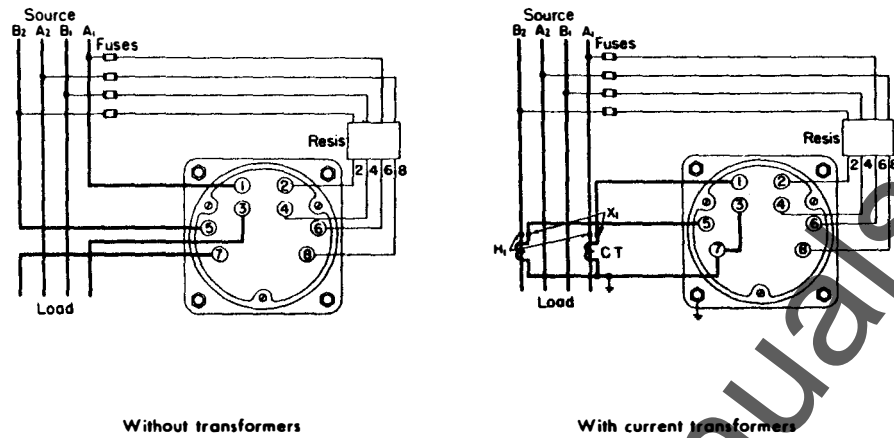 Source
B₂ A₂ B₁ A₁
Fuses
Resis
2 4 6 8
1 2
3 4
5 6
7 8
Load
Without transformers
Source
B₂ A₂ B₁ A₁
Fuses
Resis
2 4 6 8
1 2
3 4
X₁
5 6
H₁
CT
7 8
Load
With current transformers